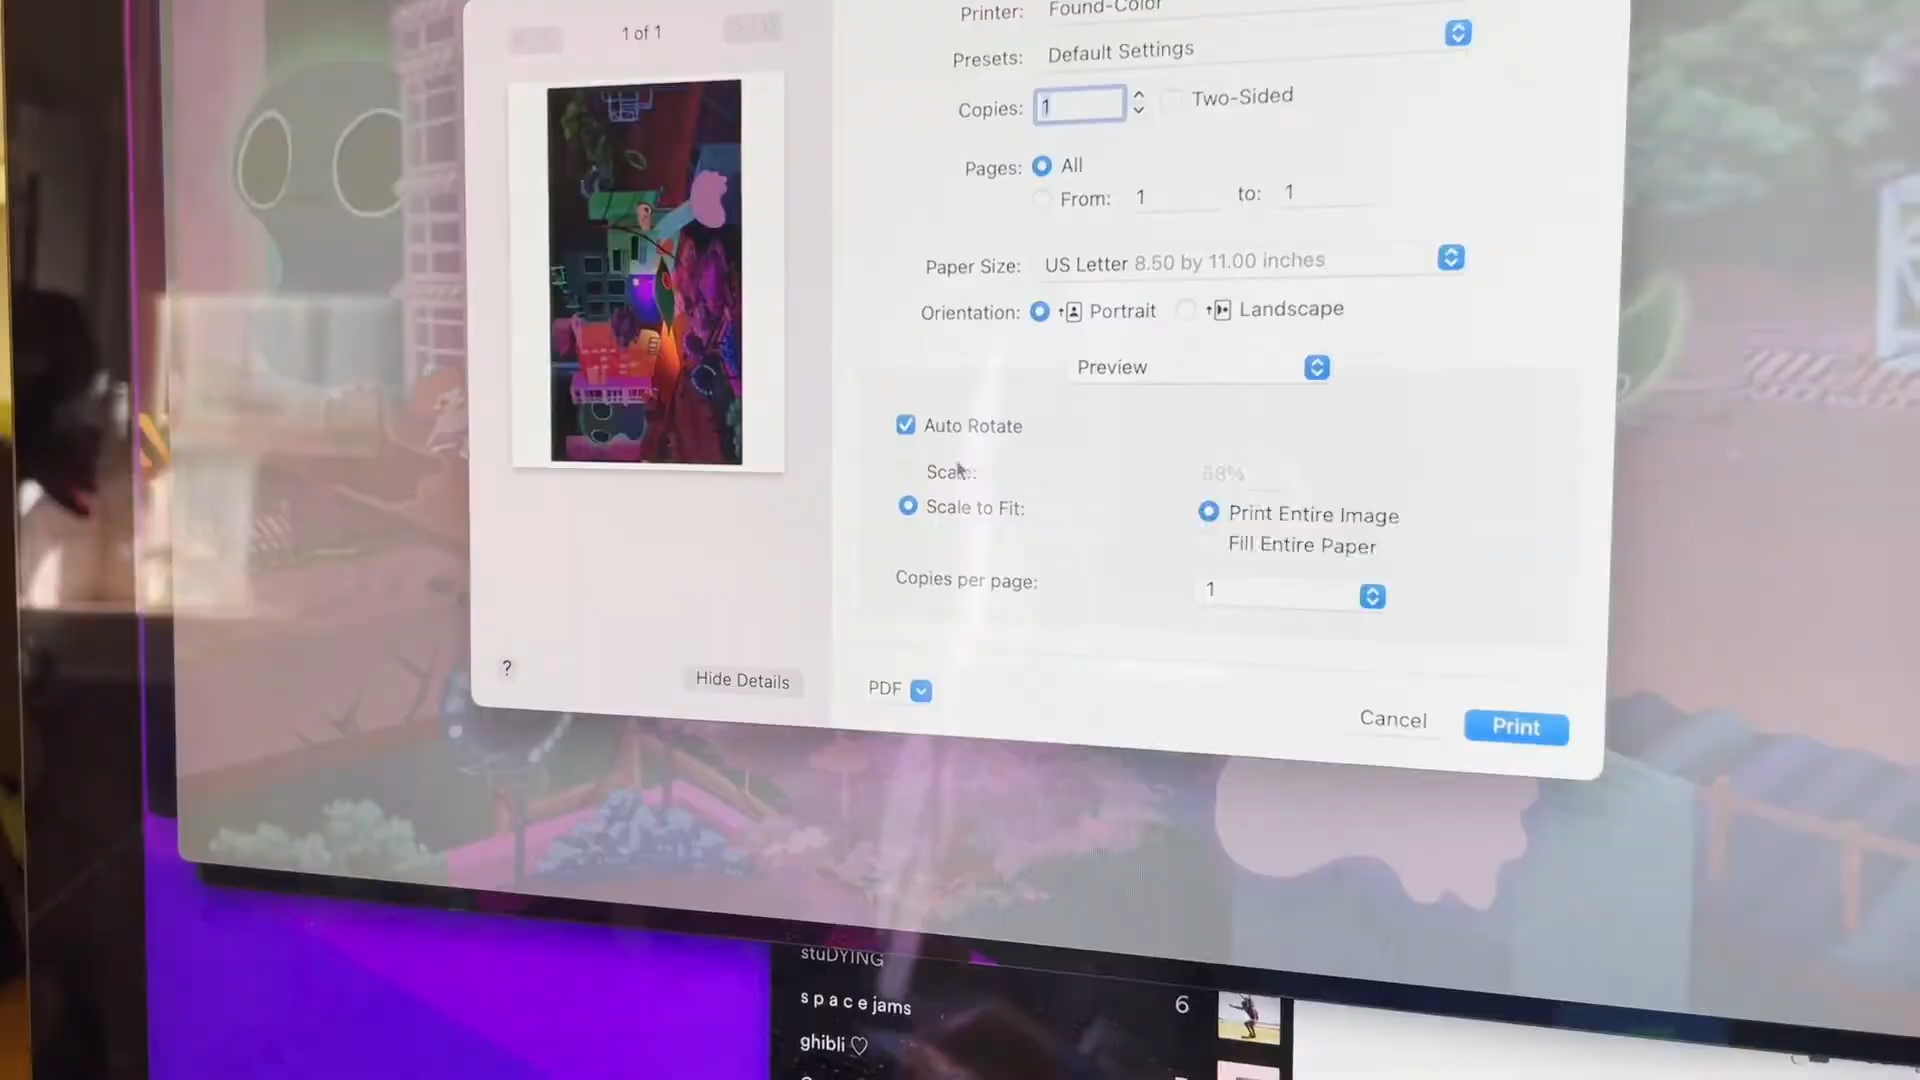 1 of 1
Printer: Found-Color
Presets: Default Settings
Copies: 1 Two-Sided
Pages: All
From: 1 to: 1
Paper Size: US Letter 8.50 by 11.00 inches
Orientation: Portrait Landscape
Preview
Auto Rotate
Scale:
Scale to Fit: Print Entire Image
Fill Entire Paper
Copies per page: 1
? Hide Details
PDF
Cancel Print
stuDYING
s p a c e jams 6
ghibli ♡